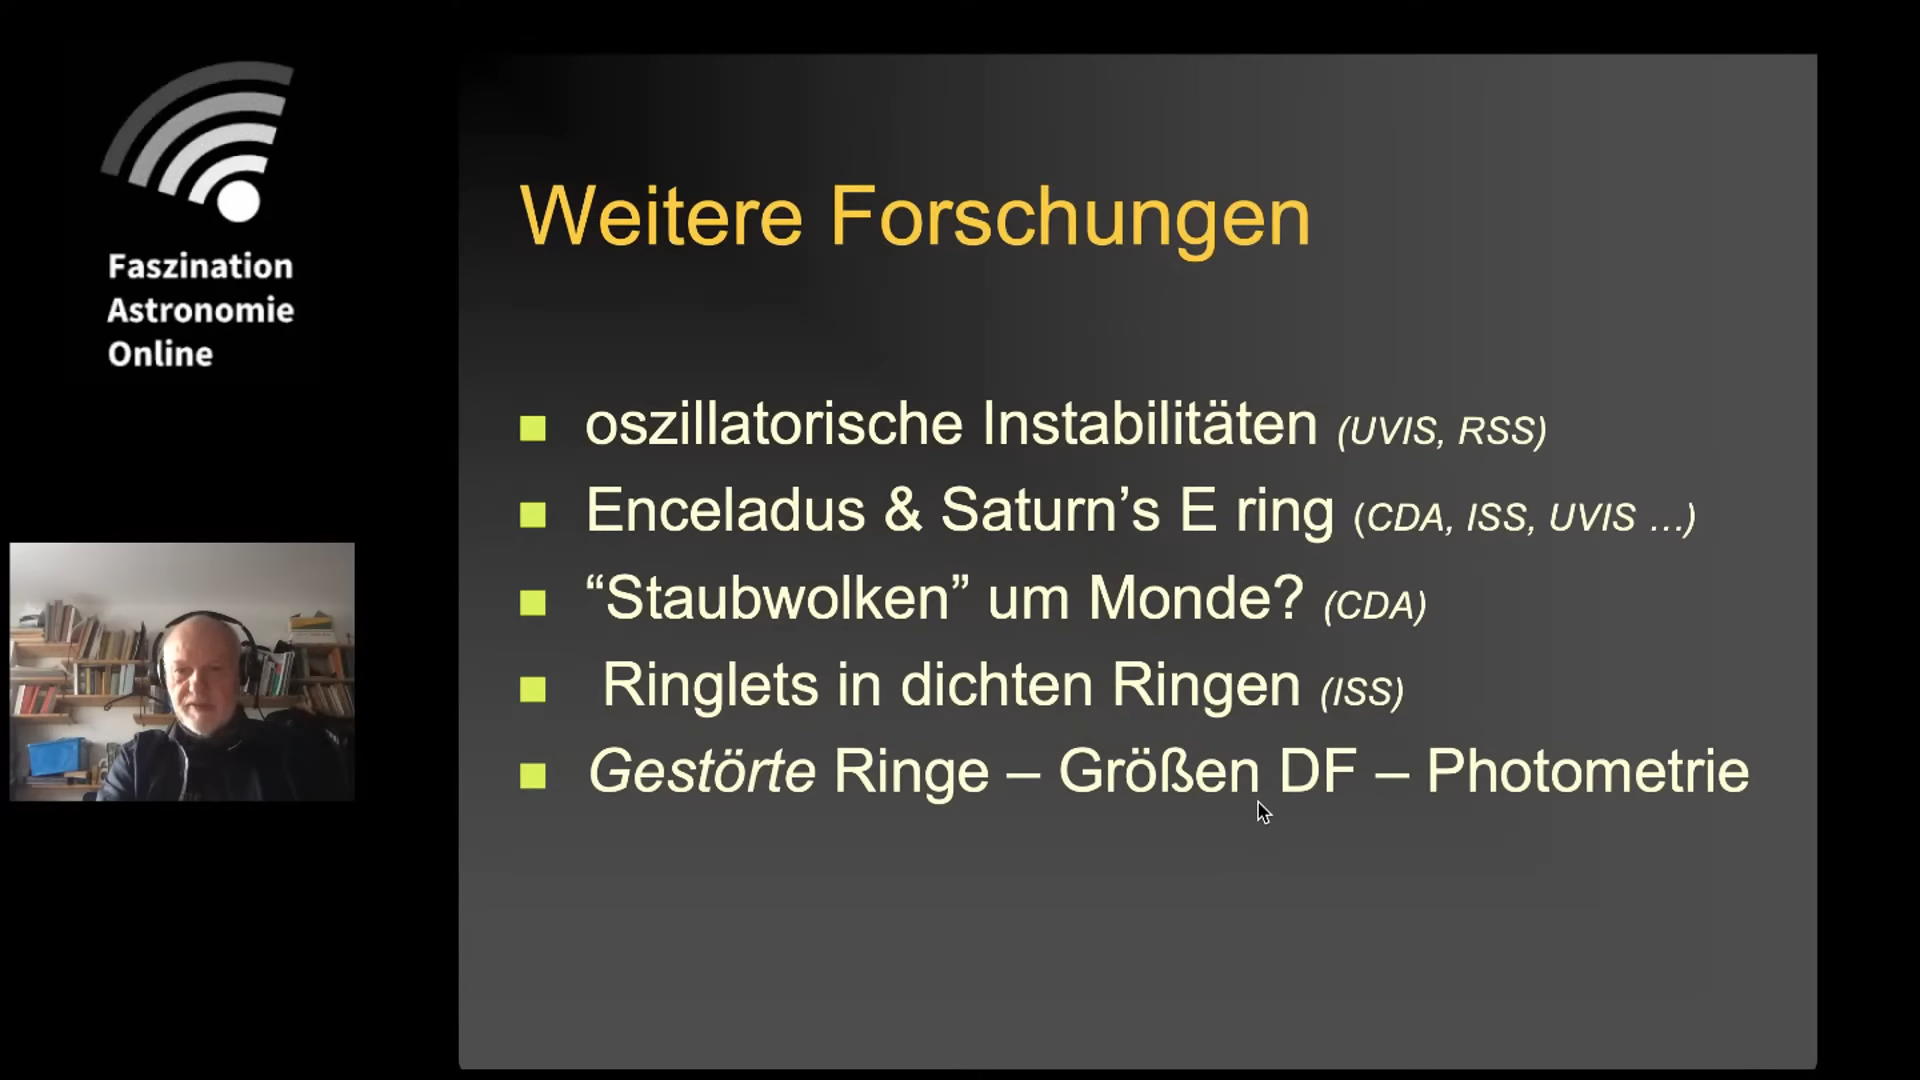 Faszination
Astronomie
Online
Weitere Forschungen
oszillatorische Instabilitäten (UVIS, RSS)
Enceladus & Saturn’s E ring (CDA, ISS, UVIS …)
“Staubwolken” um Monde? (CDA)
Ringlets in dichten Ringen (ISS)
Gestörte Ringe – Größen DF – Photometrie